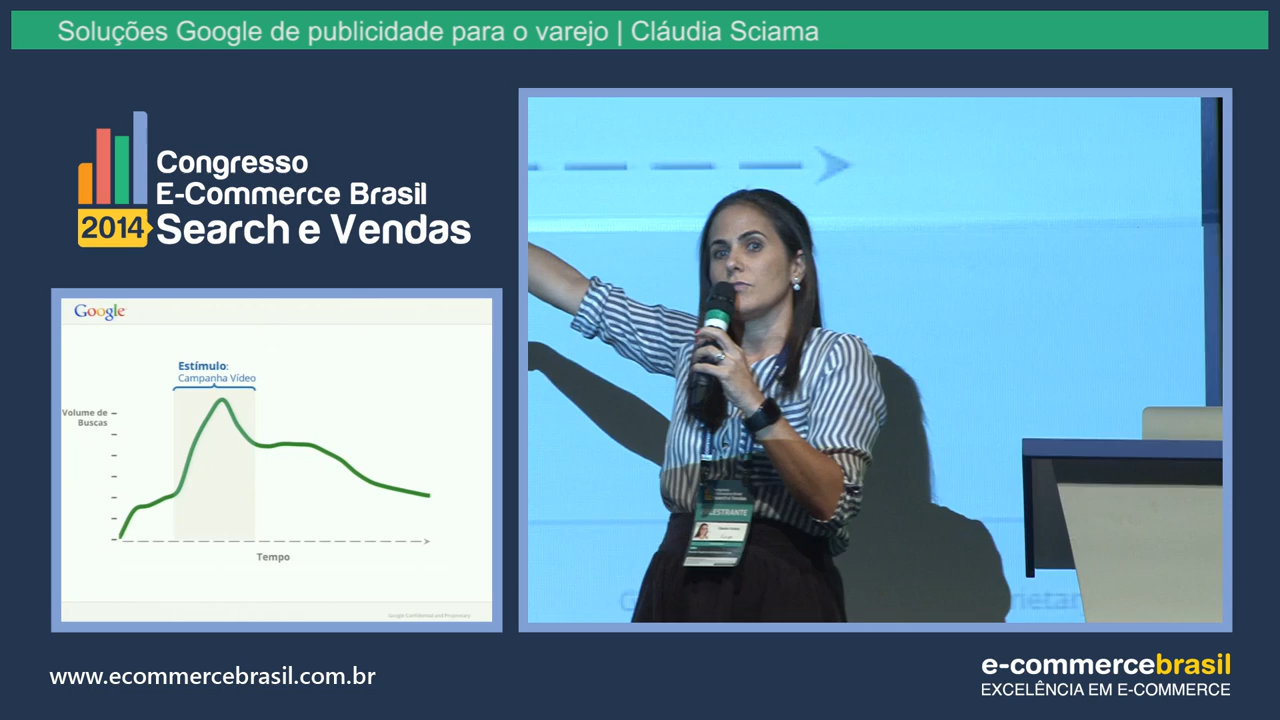 Soluções Google de publicidade para o varejo | Cláudia Sciama
Congresso
E-Commerce Brasil
2014 Search e Vendas
Google
Estímulo:
Campanha Vídeo
Volume de
Buscas
Tempo
Google Confidential and Proprietary
LESTRANTE
www.ecommercebrasil.com.br
e-commercebrasil
EXCELÊNCIA EM E-COMMERCE